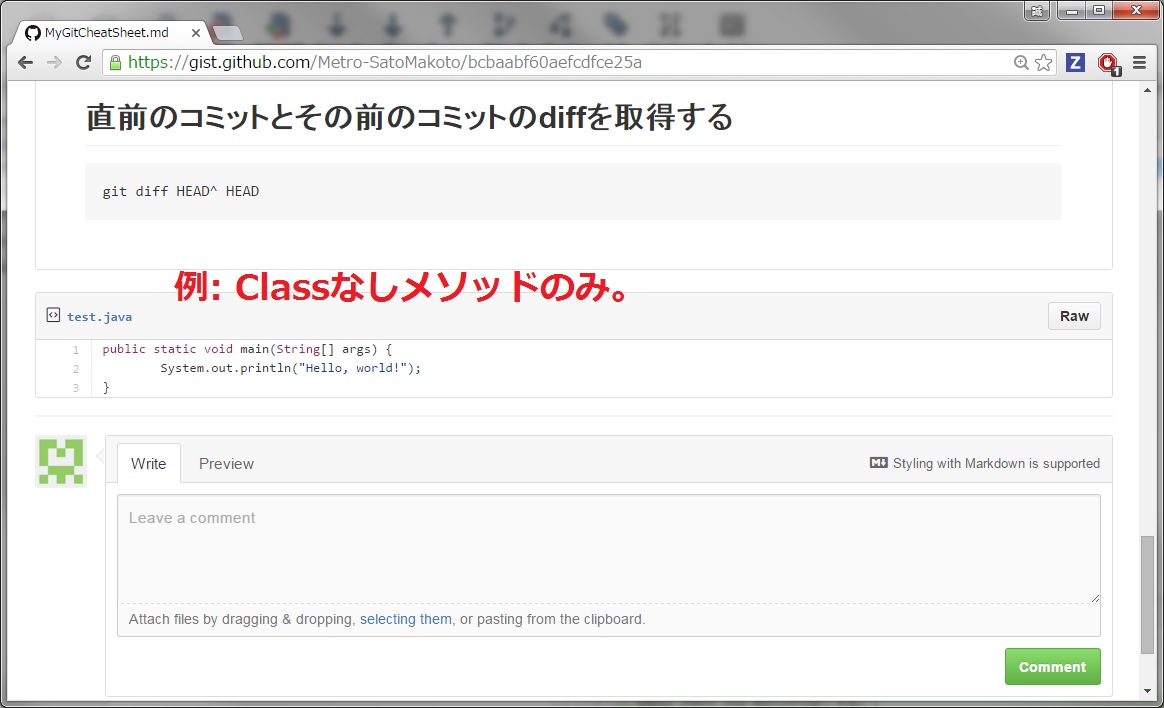 MyGitCheatSheet.md
https://gist.github.com/Metro-SatoMakoto/bcbaabf60aefcdfce25a
Z
1
直前のコミットとその前のコミットのdiffを取得する
git diff HEAD^ HEAD
例: Classなしメソッドのみ。
test.java
Raw
1 public static void main(String[] args) {
2 System.out.println("Hello, world!");
3 }
Write
Preview
Styling with Markdown is supported
Leave a comment
Attach files by dragging & dropping, selecting them, or pasting from the clipboard.
Comment